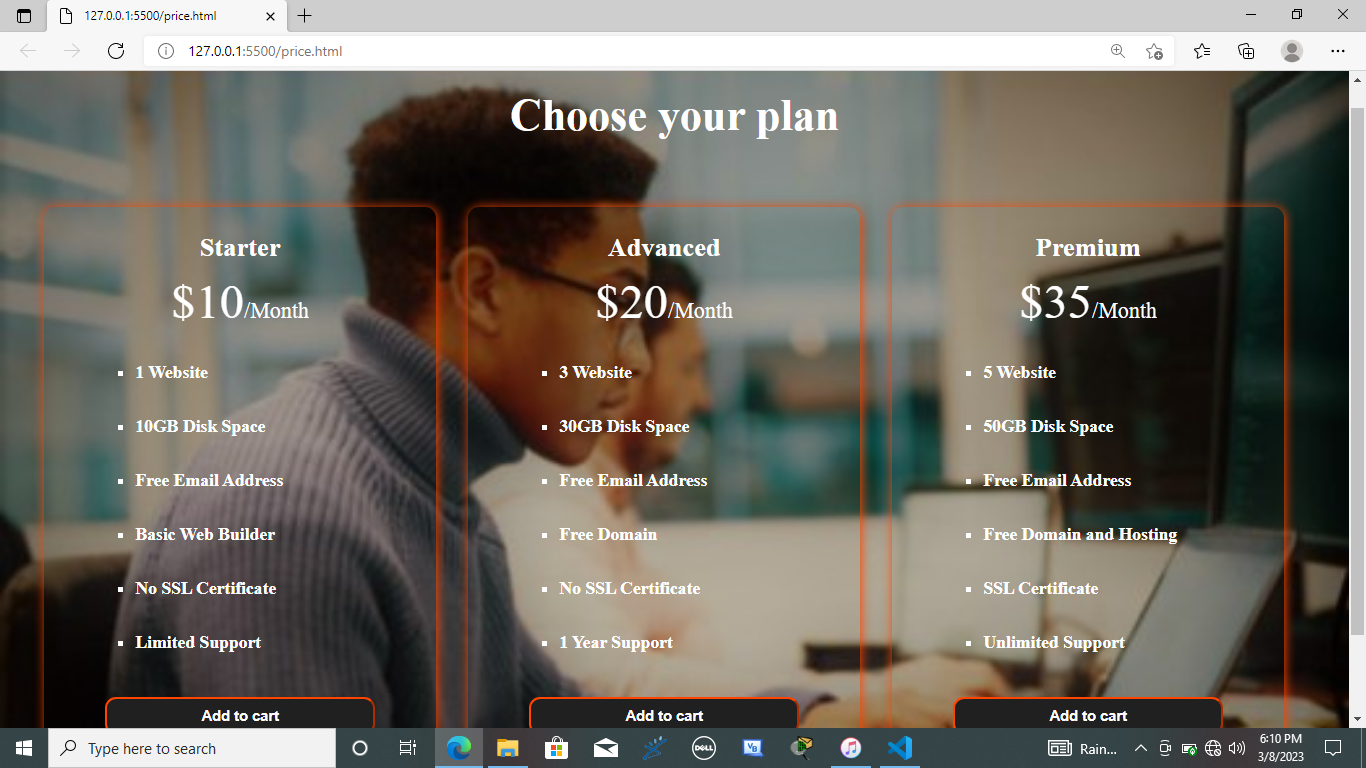 127.0.0.1:5500/price.html
127.0.0.1:5500/price.html
Choose your plan
Starter
$10/Month
1 Website
10GB Disk Space
Free Email Address
Basic Web Builder
No SSL Certificate
Limited Support
Add to cart
Advanced
$20/Month
3 Website
30GB Disk Space
Free Email Address
Free Domain
No SSL Certificate
1 Year Support
Add to cart
Premium
$35/Month
5 Website
50GB Disk Space
Free Email Address
Free Domain and Hosting
SSL Certificate
Unlimited Support
Add to cart
Type here to search
DELL
VB
Rain...
6:10 PM
3/8/2023